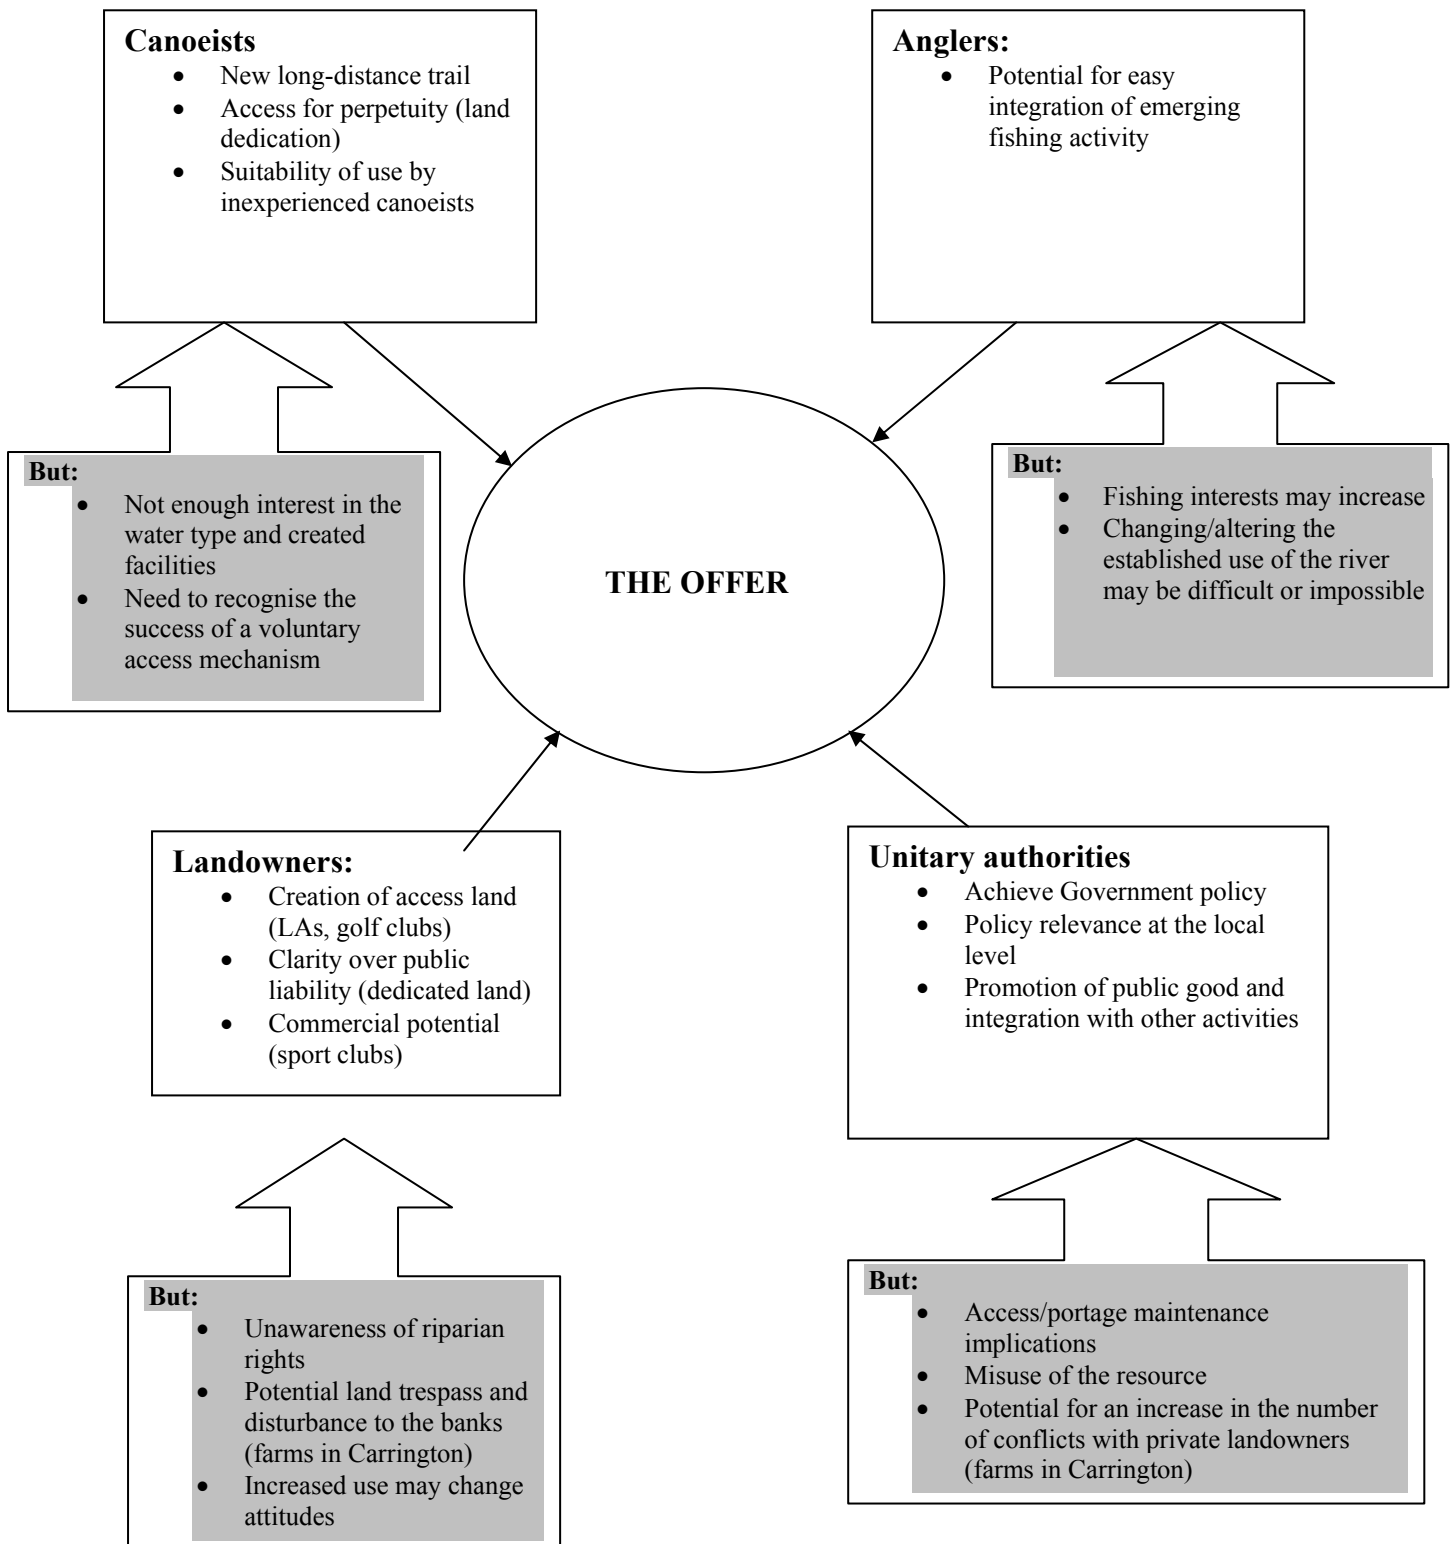 Canoeists
• New long-distance trail
• Access for perpetuity (land
dedication)
• Suitability of use by
inexperienced canoeists
Anglers:
• Potential for easy
integration of emerging
fishing activity
But:
• Not enough interest in the
water type and created
facilities
• Need to recognise the
success of a voluntary
access mechanism
But:
• Fishing interests may increase
• Changing/altering the
established use of the river
may be difficult or impossible
THE OFFER
Landowners:
• Creation of access land
(LAs, golf clubs)
• Clarity over public
liability (dedicated land)
• Commercial potential
(sport clubs)
Unitary authorities
• Achieve Government policy
• Policy relevance at the local
level
• Promotion of public good and
integration with other activities
But:
• Unawareness of riparian
rights
• Potential land trespass and
disturbance to the banks
(farms in Carrington)
• Increased use may change
attitudes
But:
• Access/portage maintenance
implications
• Misuse of the resource
• Potential for an increase in the number
of conflicts with private landowners
(farms in Carrington)